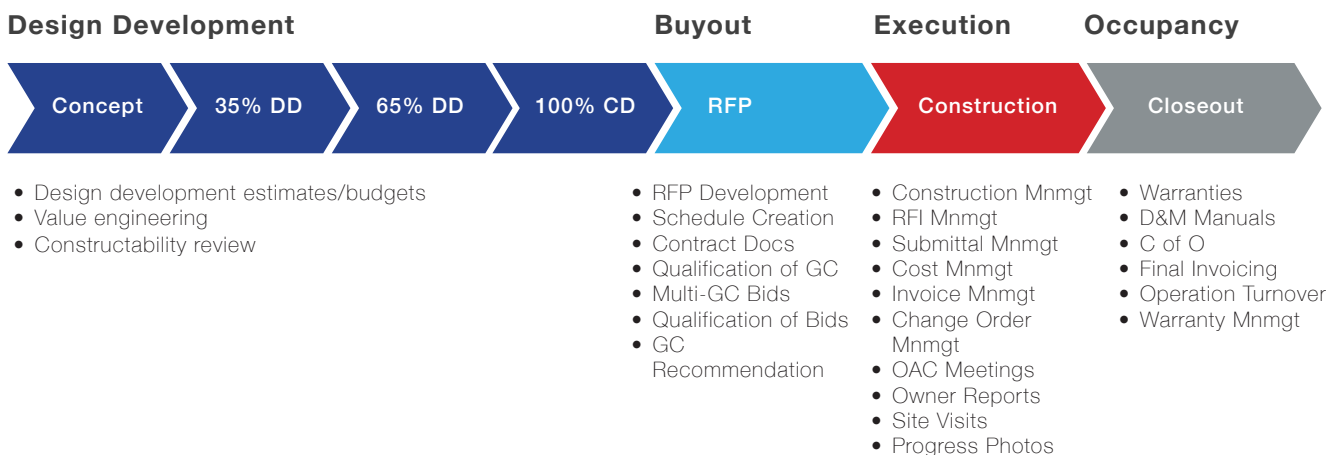 Design Development
Buyout
Execution
Occupancy
Concept
35% DD
65% DD
100% CD
RFP
Construction
Closeout
• Design development estimates/budgets
• Value engineering
• Constructability review
• RFP Development
• Schedule Creation
• Contract Docs
• Qualification of GC
• Multi-GC Bids
• Qualification of Bids
• GC
Recommendation
• Construction Mnmgt
• RFI Mnmgt
• Submittal Mnmgt
• Cost Mnmgt
• Invoice Mnmgt
• Change Order
Mnmgt
• OAC Meetings
• Owner Reports
• Site Visits
• Progress Photos
• Warranties
• D&M Manuals
• C of O
• Final Invoicing
• Operation Turnover
• Warranty Mnmgt